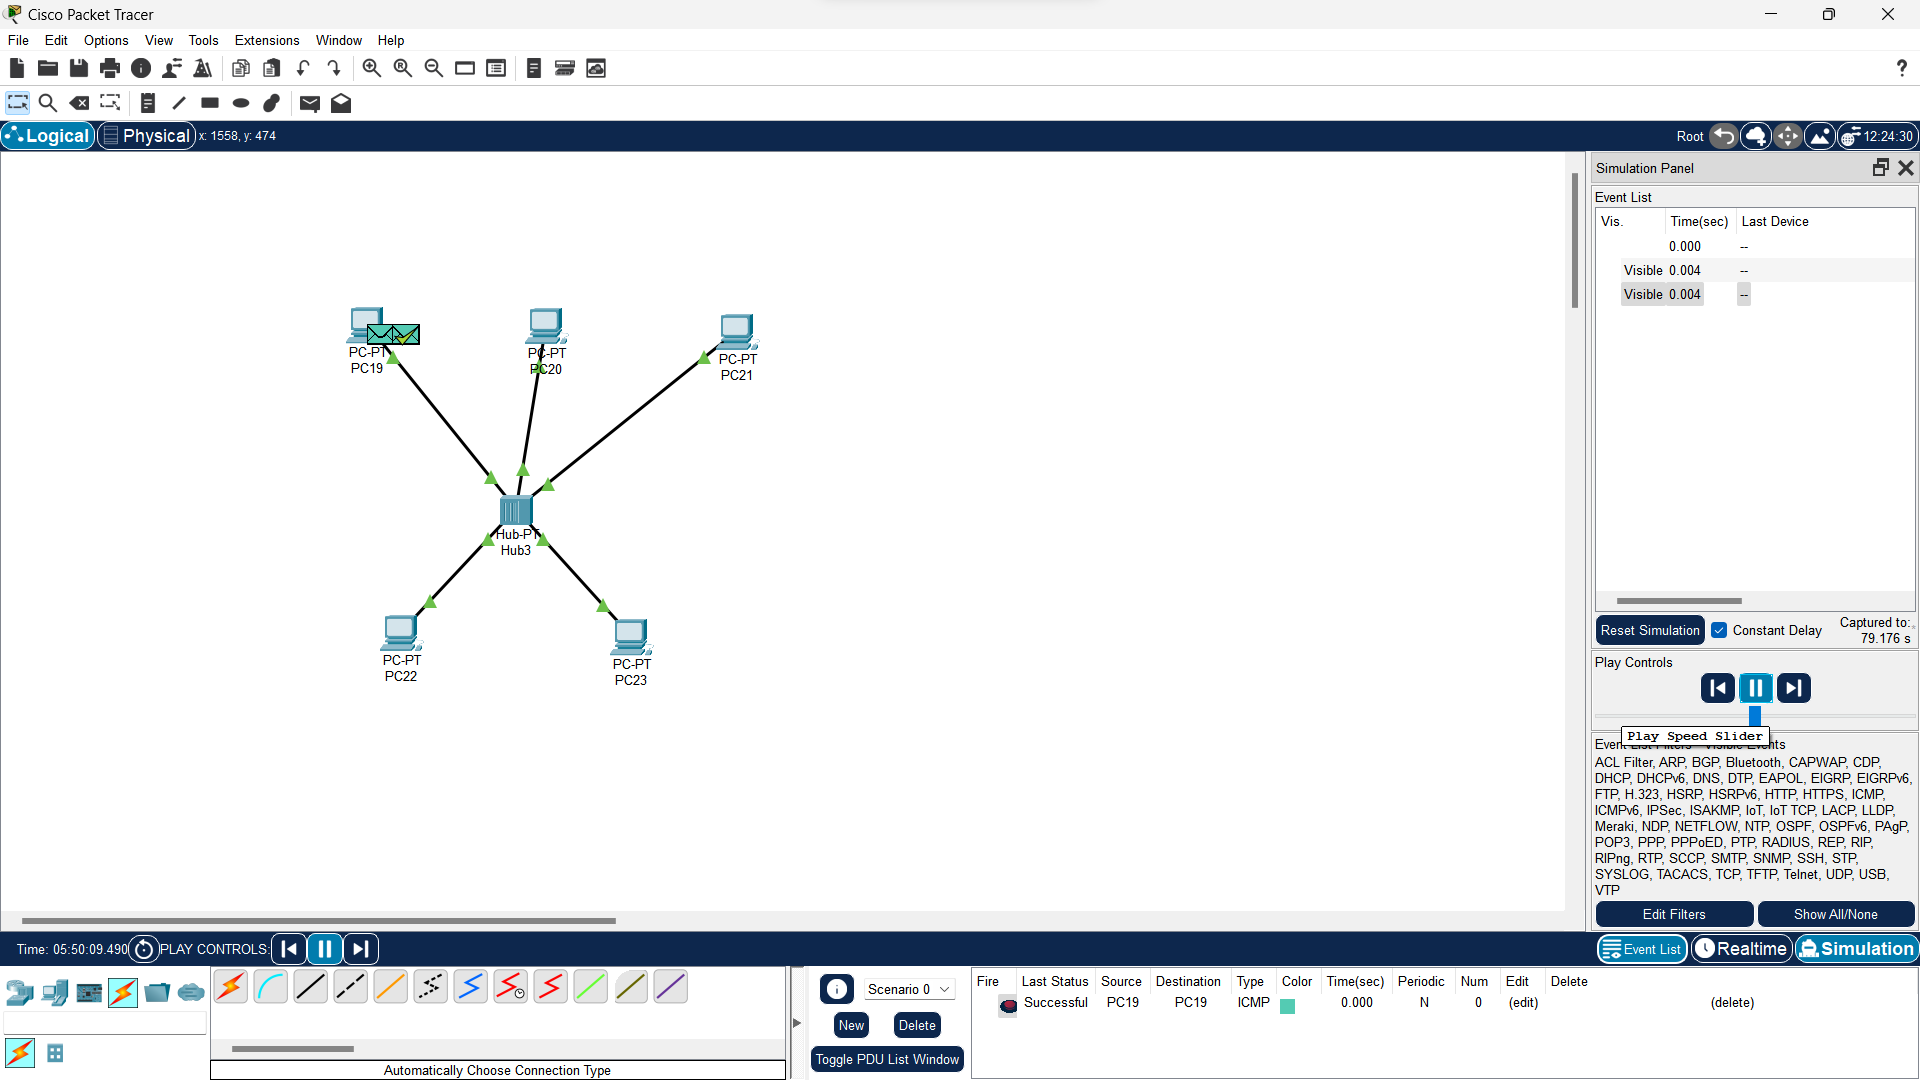 Cisco Packet Tracer
File Edit Options View Tools Extensions Window Help
?
Logical Physical x: 1558, y: 474 Root 12:24:30
Simulation Panel
Event List
Vis. Time(sec) Last Device
0.000 --
Visible 0.004 --
Visible 0.004 --
PC-PT
PC19
PC-PT
PC20
PC-PT
PC21
Hub-PT
Hub3
PC-PT
PC22
PC-PT
PC23
Reset Simulation Constant Delay Captured to:
79.176 s
Play Controls
Play Speed Slider
Event List Filters - Visible Events
ACL Filter, ARP, BGP, Bluetooth, CAPWAP, CDP,
DHCP, DHCPv6, DNS, DTP, EAPOL, EIGRP, EIGRPv6,
FTP, H.323, HSRP, HSRPv6, HTTP, HTTPS, ICMP,
ICMPv6, IPSec, ISAKMP, IoT, IoT TCP, LACP, LLDP,
Meraki, NDP, NETFLOW, NTP, OSPF, OSPFv6, PAgP,
POP3, PPP, PPPoED, PTP, RADIUS, REP, RIP,
RIPng, RTP, SCCP, SMTP, SNMP, SSH, STP,
SYSLOG, TACACS, TCP, TFTP, Telnet, UDP, USB,
VTP
Edit Filters Show All/None
Time: 05:50:09.490 PLAY CONTROLS: Event List Realtime Simulation
Scenario 0
New Delete
Toggle PDU List Window
Fire Last Status Source Destination Type Color Time(sec) Periodic Num Edit Delete
Successful PC19 PC19 ICMP 0.000 N 0 (edit) (delete)
Automatically Choose Connection Type